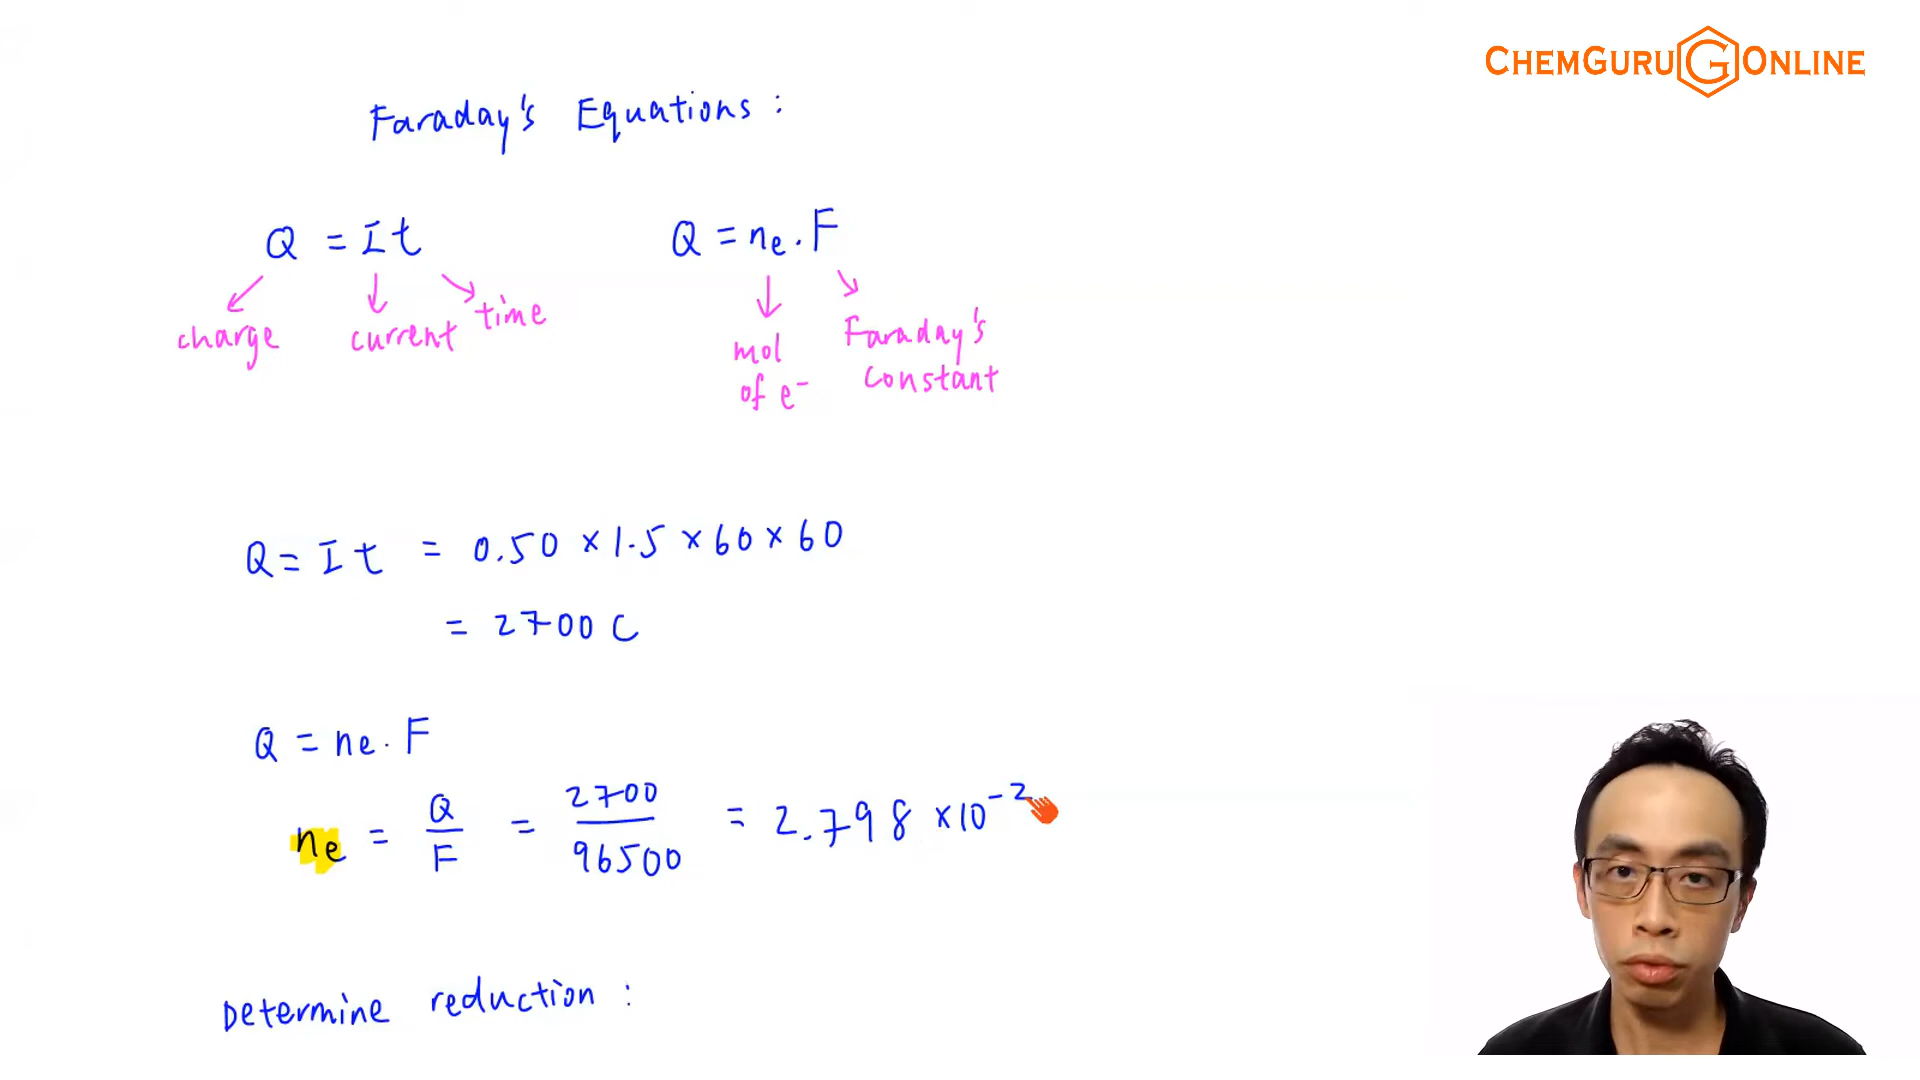 CHEMGURU G ONLINE
Faraday's Equations :
Q = It
Q = ne . F
charge
current
time
mol
of e⁻
Faraday's
constant
Q = It = 0.50 × 1.5 × 60 × 60
= 2700 C
Q = ne . F
ne = Q/F = 2700/96500 = 2.798 × 10⁻²
Determine reduction :